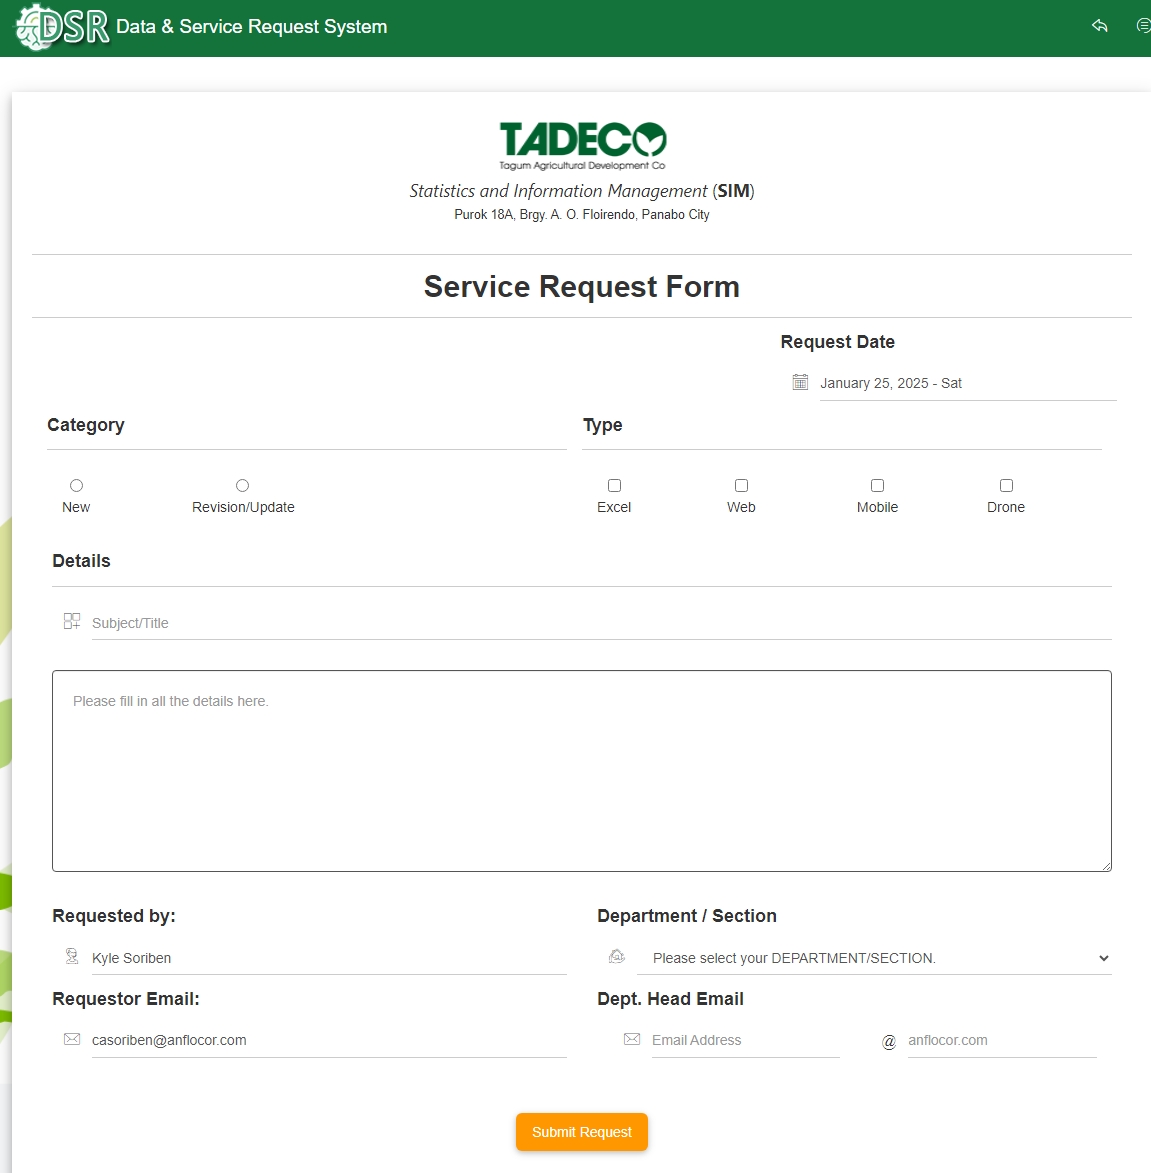 DSR Data & Service Request System
TADECO
Tagum Agricultural Development Co
Statistics and Information Management (SIM)
Purok 18A, Brgy. A. O. Floirendo, Panabo City
Service Request Form
Request Date
January 25, 2025 - Sat
Category Type
New Revision/Update Excel Web Mobile Drone
Details
Subject/Title
Please fill in all the details here.
Requested by: Department / Section
Kyle Soriben Please select your DEPARTMENT/SECTION.
Requestor Email: Dept. Head Email
casoriben@anflocor.com Email Address @ anflocor.com
Submit Request